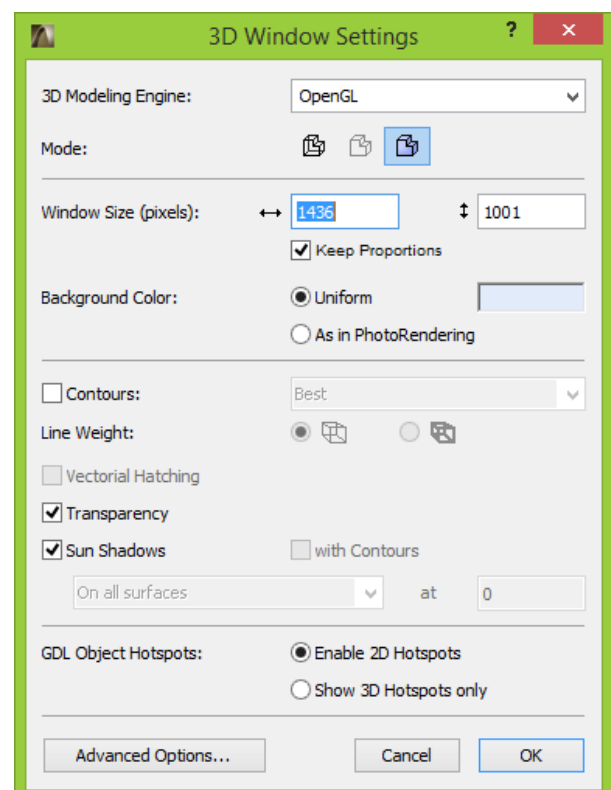 3D Window Settings ? ×
3D Modeling Engine: OpenGL
Mode:
Window Size (pixels): 1436 1001
Keep Proportions
Background Color: Uniform
As in PhotoRendering
Contours: Best
Line Weight:
Vectorial Hatching
Transparency
Sun Shadows with Contours
On all surfaces at 0
GDL Object Hotspots: Enable 2D Hotspots
Show 3D Hotspots only
Advanced Options... Cancel OK